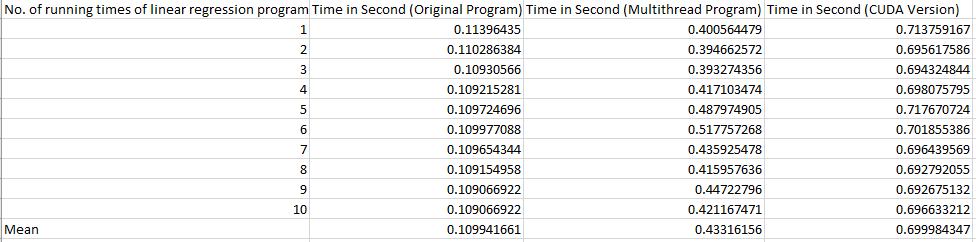 No. of running times of linear regression program Time in Second (Original Program) Time in Second (Multithread Program) Time in Second (CUDA Version)
1 0.11396435 0.400564479 0.713759167
2 0.110286384 0.394662572 0.695617586
3 0.10930566 0.393274356 0.694324844
4 0.109215281 0.417103474 0.698075795
5 0.109724696 0.487974905 0.717670724
6 0.109977088 0.517757268 0.701855386
7 0.109654344 0.435925478 0.696439569
8 0.109154958 0.415957636 0.692792055
9 0.109066922 0.44722796 0.692675132
10 0.109066922 0.421167471 0.696633212
Mean 0.109941661 0.43316156 0.699984347